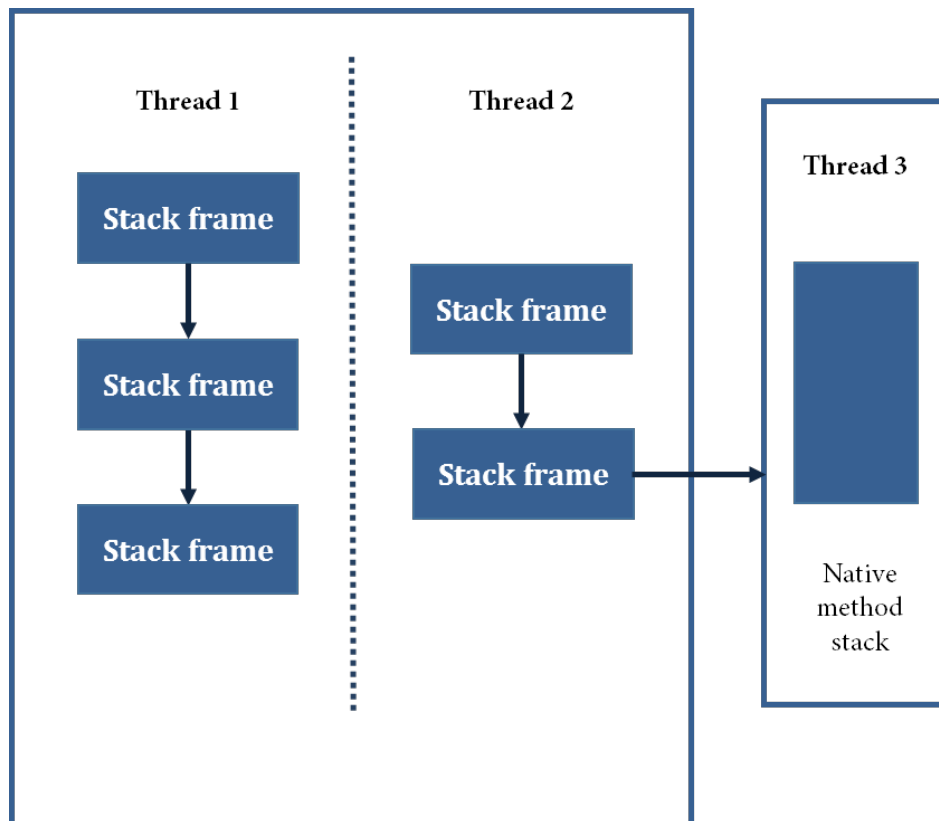 Thread 1
Stack frame
Stack frame
Stack frame
Thread 2
Stack frame
Stack frame
Thread 3
Native
method
stack